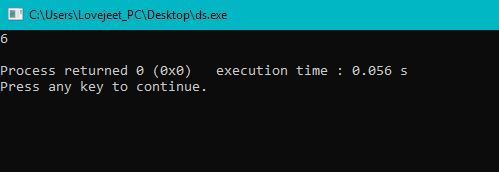 C:\Users\Lovejeet_PC\Desktop\ds.exe
6
Process returned 0 (0x0)   execution time : 0.056 s
Press any key to continue.